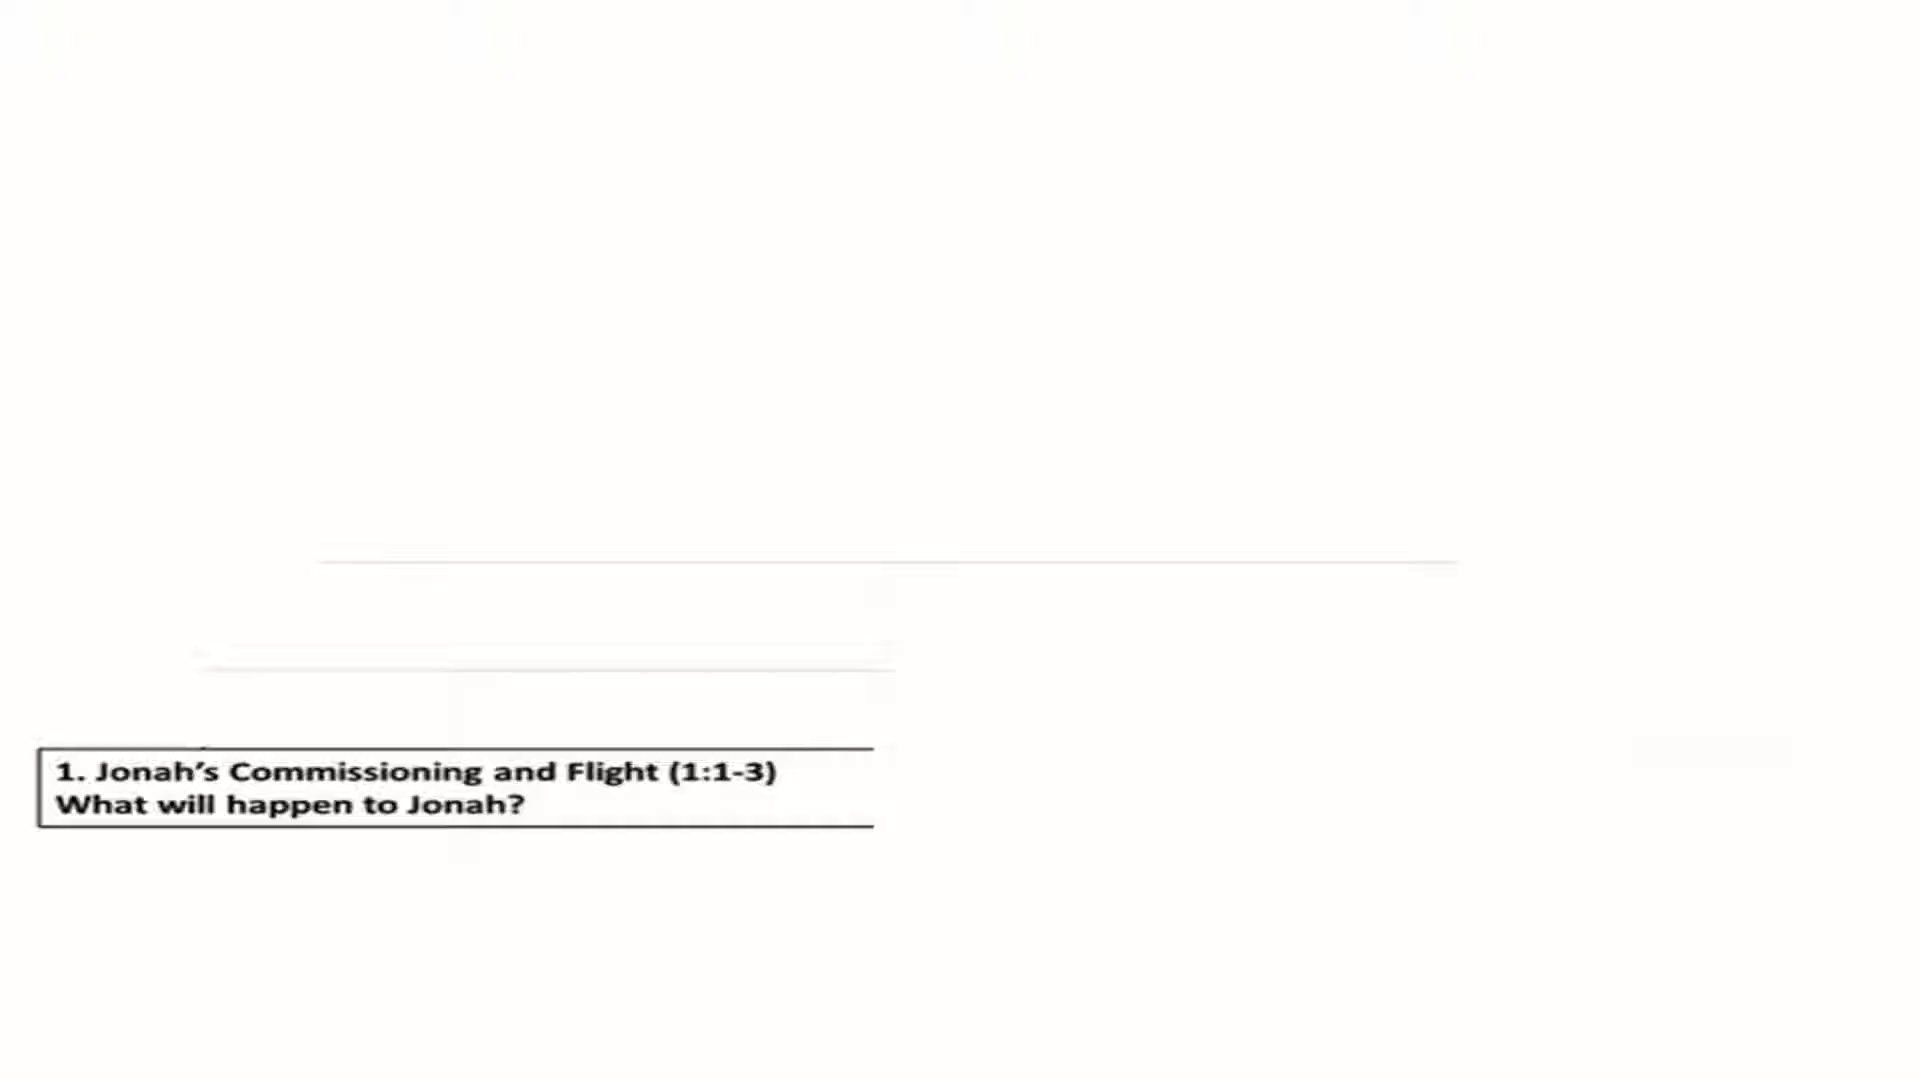 1. Jonah’s Commissioning and Flight (1:1-3)
What will happen to Jonah?